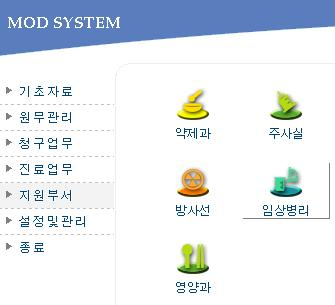 MOD SYSTEM
기초자료
원무관리
청구업무
진료업무
지원부서
설정및관리
종료
약제과
주사실
방사선
임상병리
영양과